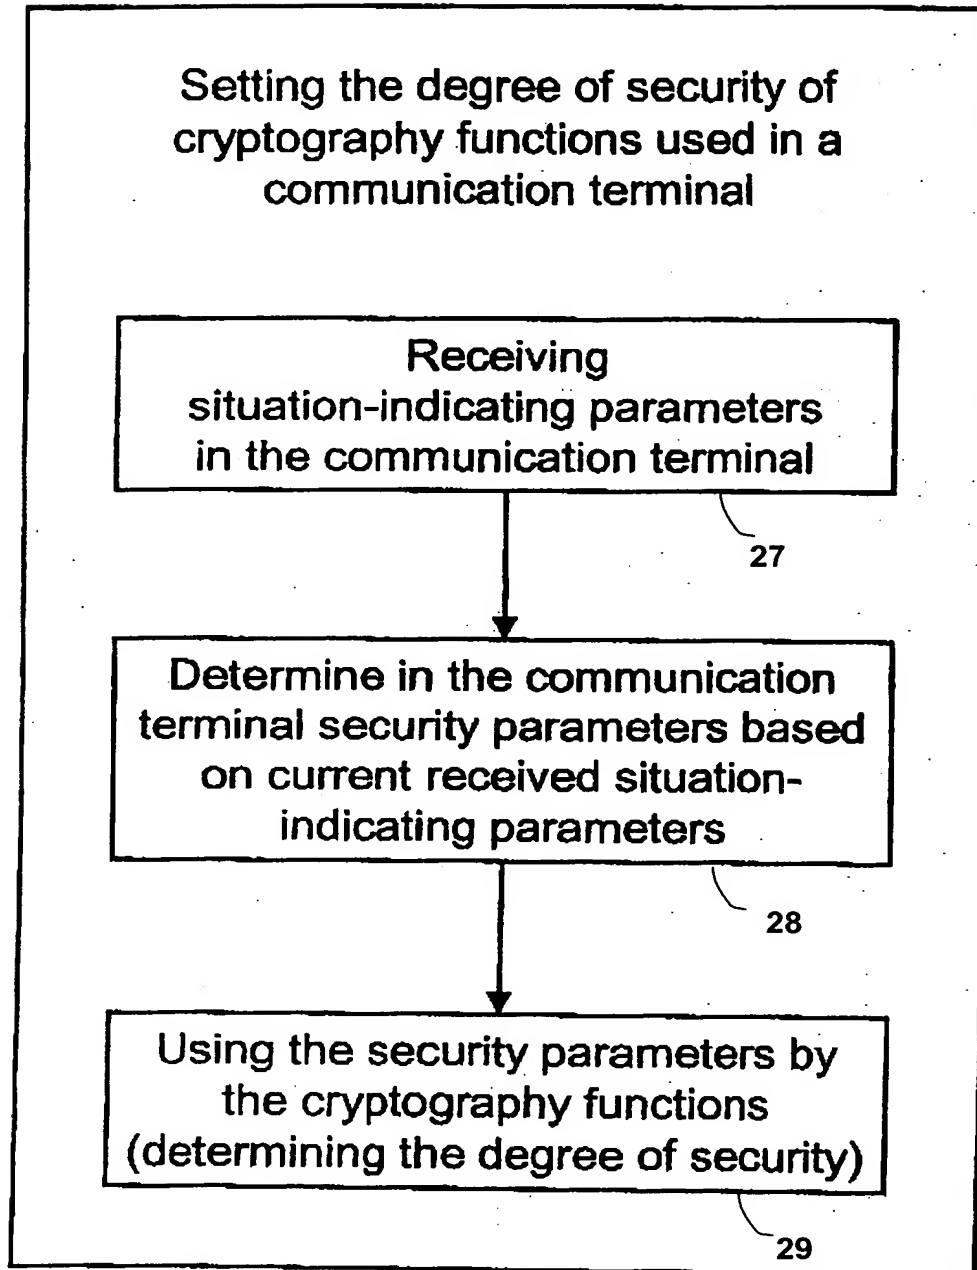 Setting the degree of security of
cryptography functions used in a
communication terminal
Receiving
situation-indicating parameters
in the communication terminal
27
Determine in the communication
terminal security parameters based
on current received situation-
indicating parameters
28
Using the security parameters by
the cryptography functions
(determining the degree of security)
29